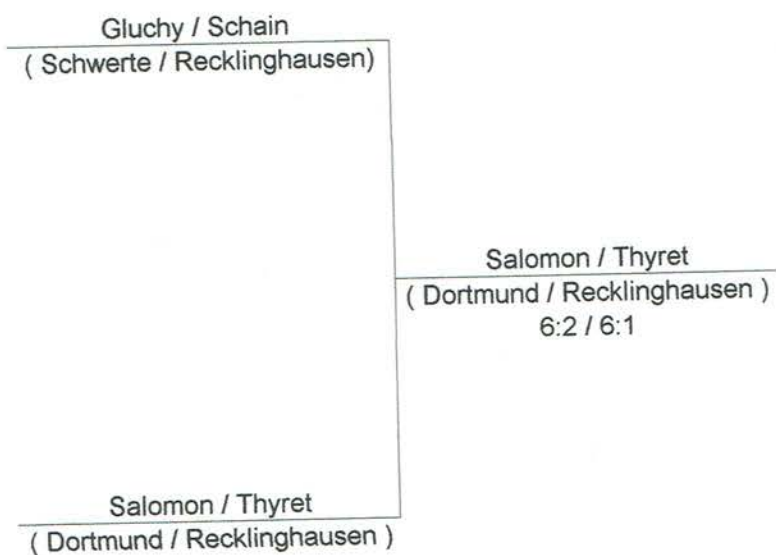 Gluchy / Schain
( Schwerte / Recklinghausen)
Salomon / Thyret
( Dortmund / Recklinghausen )
6:2 / 6:1
Salomon / Thyret
( Dortmund / Recklinghausen )